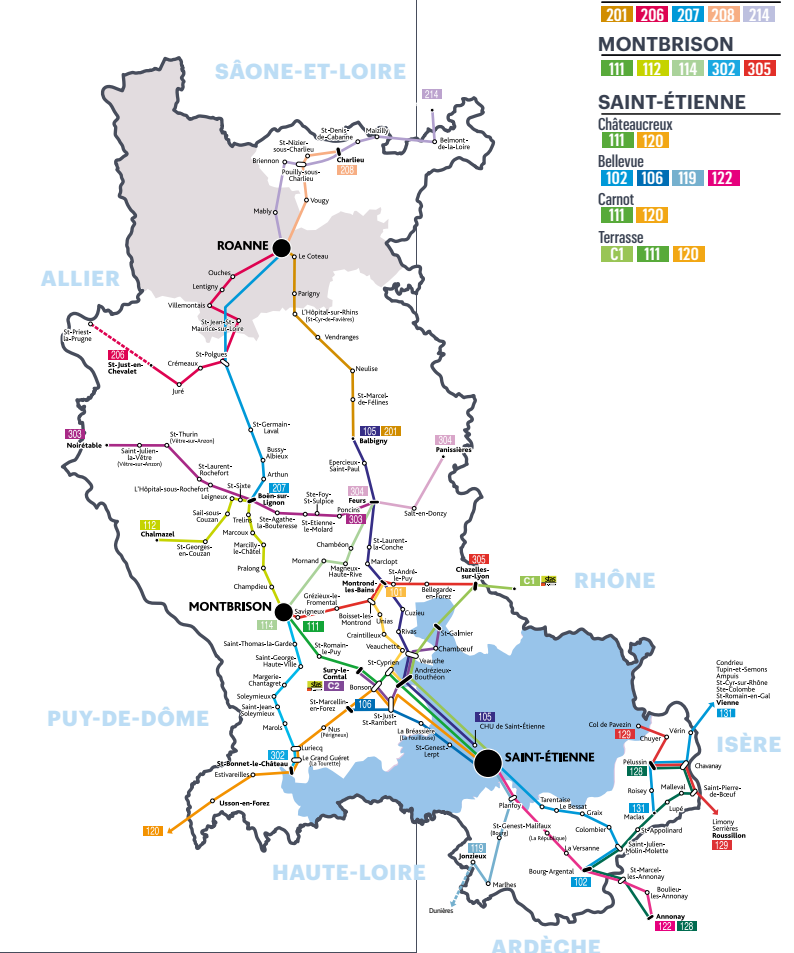 201 206 207 208 214
MONTBRISON
111 112 114 302 305
SAINT-ÉTIENNE
Châteaucreux
111 120
Bellevue
102 106 119 122
Carnot
111 120
Terrasse
C1 111 120
SÂONE-ET-LOIRE
214
St-Denis-
de-Cabanne
Maizilly
St-Nizier-
sous-Charlieu
Belmont-
de-la-Loire
Briennon
Charlieu
208
Pouilly-sous-
Charlieu
Vougy
Mably
ROANNE
Le Coteau
ALLIER
Ouches
Lentigny
Parigny
Villemontais
L'Hôpital-sur-Rhins
(St-Cyr-de-Favières)
St-Jean-St-
Maurice-sur-Loire
St-Priest-
la-Prugne
Vendranges
206
St-Just-en-
Chevalet
St-Polgues
Crémeaux
Juré
Neulise
St-Marcel-
de-Félines
St-Germain-
Laval
105 201
Balbigny
303
Noirétable
St-Thurin
(Vêtre-sur-Anzon)
Saint-Julien-
la-Vêtre
(Vêtre-sur-Anzon)
304
Panissières
Bussy-
Albieux
Epercieux-
Saint-Paul
St-Laurent-
Rochefort
Arthun
L'Hôpital-sous-Rochefort
St-Sixte
207
Boën-sur-
Lignon
Leigneux
Ste-Foy-
St-Sulpice
304
Feurs
303
Poncins
Salt-en-Donzy
Sail-sous-
Couzan
Trelins
Ste-Agathe-
la-Bouteresse
St-Etienne-
le-Molard
112
Chalmazel
St-Georges-
en-Couzan
Marcoux
Marcilly-
le-Châtel
Chambéon
St-Laurent-
la-Conche
Mornand
Magneux-
Haute-Rive
Marclopt
Pralong
St-André-
le-Puy
305
Chazelles-
sur-Lyon
C1
RHÔNE
Champdieu
Montrond-
les-Bains
101
Bellegarde-
en-Forez
Grézieux-le-
Fromental
MONTBRISON
Savigneux
114
111
Boisset-les-
Montrond
Unias
Cuzieu
Craintilleux
Rivas
St-Galmier
Saint-Thomas-la-Garde
St-Romain-
le-Puy
Veauchette
Chambœuf
Saint-George-
Haute-Ville
Sury-le-
Comtal
St-Cyprien
Veauche
Andrézieux-
Bouthéon
C2
Bonson
Margerie-
Chantagret
Soleymieux
Saint-Jean-
Soleymieux
St-Marcellin-
en-Forez
106
St-Just-
St-Rambert
105
CHU de Saint-Étienne
PUY-DE-DÔME
Marols
Nus
(Périgneux)
La Bréassière
(La Fouillouse)
St-Genest-
Lerpt
Luriecq
302
St-Bonnet-le-Château
Le Grand Guéret
(La Tourette)
SAINT-ÉTIENNE
Estivareilles
Usson-en-Forez
120
Condrieu
Tupin-et-Semons
Ampuis
St-Cyr-sur-Rhône
Ste-Colombe
St-Romain-en-Gal
Vienne
131
Col de Pavezin
129
Vérin
Chuyer
ISÈRE
Pélussin
128
Chavanay
Roisey
Malleval
Saint-Pierre-
de-Bœuf
131
Maclas
Lupé
Limony
Serrières
Roussillon
129
Planfoy
Tarentaise
Le Bessat
Graix
Colombier
St-Appolinard
St-Genest-Malifaux
(Bourg)
(La République)
La Versanne
Saint-Julien-
Molin-Molette
119
Jonzieux
Bourg-Argental
102
St-Marcel-
les-Annonay
Marlhes
Boulieu-
les-Annonay
Dunières
Annonay
122 128
HAUTE-LOIRE
ARDÈCHE